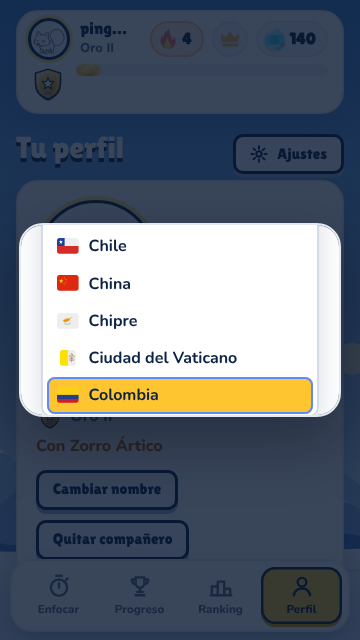 ping...
Oro II
4
140
Tu perfil
Ajustes
Chile
China
Chipre
Ciudad del Vaticano
Colombia
Oro II
Con Zorro Ártico
Cambiar nombre
Quitar compañero
Enfocar
Progreso
Ranking
Perfil